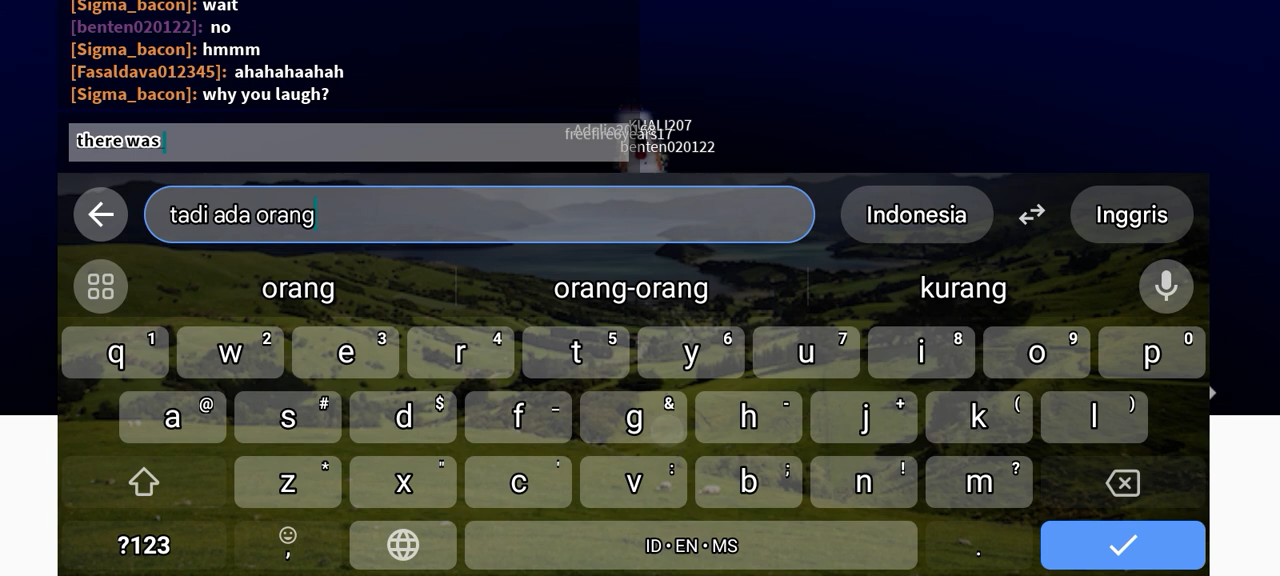 [Sigma_bacon]: wait
[benten020122]: no
[Sigma_bacon]: hmmm
[Fasaldava012345]: ahahahaahah
[Sigma_bacon]: why you laugh?
KUALI207
benten020122
there was
tadi ada orang
Indonesia
Inggris
orang
orang-orang
kurang
q 1 w 2 e 3 r 4 t 5 y 6 u 7 i 8 o 9 p 0
a @ s # d $ f _ g & h - j + k ( l )
z * x " c ' v : b ; n ! m ?
?123 , ID • EN • MS .